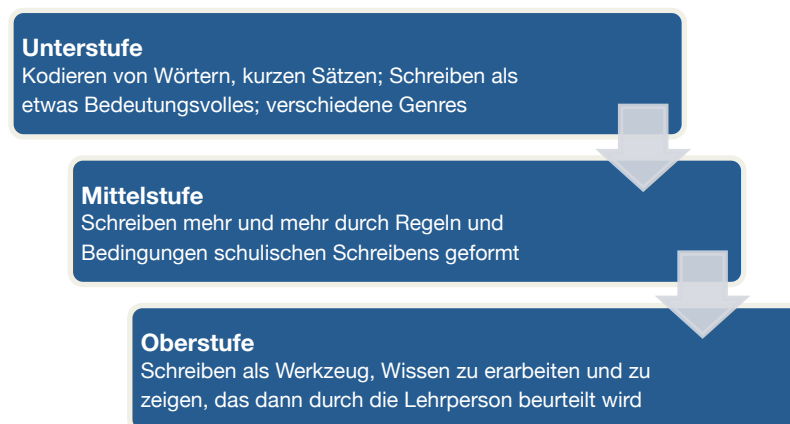 Unterstufe
Kodieren von Wörtern, kurzen Sätzen; Schreiben als
etwas Bedeutungsvolles; verschiedene Genres
Mittelstufe
Schreiben mehr und mehr durch Regeln und
Bedingungen schulischen Schreibens geformt
Oberstufe
Schreiben als Werkzeug, Wissen zu erarbeiten und zu
zeigen, das dann durch die Lehrperson beurteilt wird